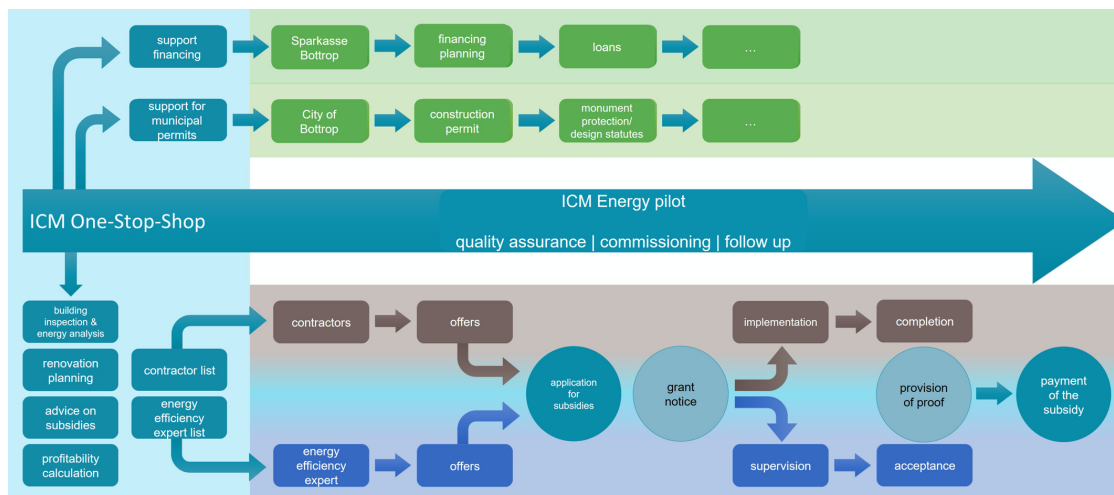 support
financing
Sparkasse
Bottrop
financing
planning
loans
...
support for
municipal
permits
City of
Bottrop
construction
permit
monument
protection/
design statutes
...
ICM One-Stop-Shop
ICM Energy pilot
quality assurance | commissioning | follow up
building
inspection &
energy analysis
renovation
planning
advice on
subsidies
profitability
calculation
contractor list
energy
efficiency
expert list
contractors
offers
energy
efficiency
expert
offers
application
for
subsidies
grant
notice
implementation
completion
supervision
acceptance
provision
of proof
payment
of the
subsidy